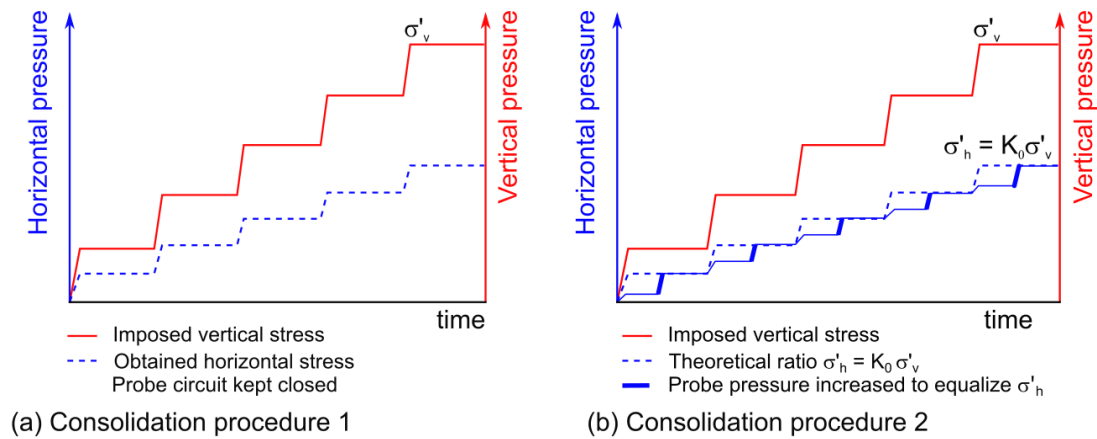 Horizontal pressure
σ'v
Vertical pressure
time
Imposed vertical stress
Obtained horizontal stress
Probe circuit kept closed
(a) Consolidation procedure 1
Horizontal pressure
σ'v
σ'h = K0σ'v
Vertical pressure
time
Imposed vertical stress
Theoretical ratio σ'h = K0 σ'v
Probe pressure increased to equalize σ'h
(b) Consolidation procedure 2